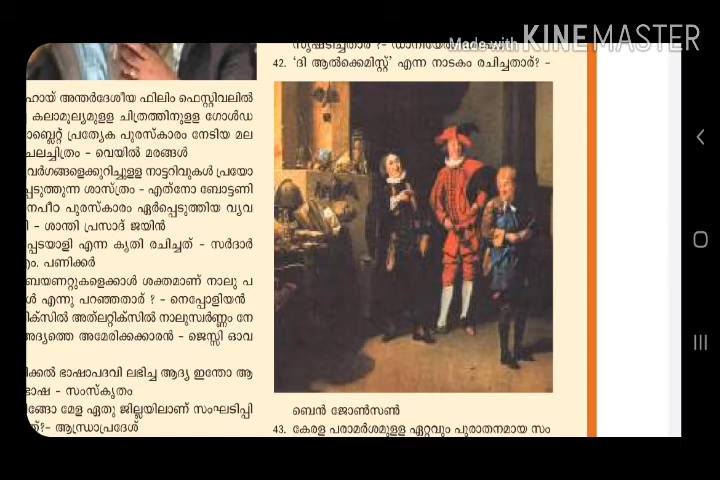 Made with KINEMASTER
ഹായ് അന്തർദേശീയ ഫിലിം ഫെസ്റ്റിവലിൽ
കലാമൂല്യമുള്ള ചിത്രത്തിനുളള ഗോൾഡ
ബ്ലെറ്റ് പ്രത്യേക പുരസ്കാരം നേടിയ മല
ചലച്ചിത്രം - വെയിൽ മരങ്ങൾ
വർഗങ്ങളെക്കുറിച്ചുള്ള നാട്ടറിവുകൾ പ്രയോ
പ്പെടുത്തുന്ന ശാസ്ത്രം - എത്‌നോ ബോട്ടണി
നപീഠ പുരസ്കാരം ഏർപ്പെടുത്തിയ വ്യവ
- ശാന്തി പ്രസാദ് ജയിൻ
പ്പടയാളി എന്ന കൃതി രചിച്ചത് - സർദാർ
എം. പണിക്കർ
ബയണറ്റുകളെക്കാൾ ശക്തമാണ് നാലു പ
ൾ എന്നു പറഞ്ഞതാര് ? - നെപ്പോളിയൻ
ിക്സിൽ അത്‌ലറ്റിക്സിൽ നാലുസ്വർണ്ണം നേ
അദ്യത്തെ അമേരിക്കക്കാരൻ - ജെസ്സി ഓവ
ിക്കൽ ഭാഷാപദവി ലഭിച്ച ആദ്യ ഇന്തോ ആ
ഭാഷ - സംസ്കൃതം
ിങ്ങോ മേള ഏതു ജില്ലയിലാണ് സംഘടിപ്പി
ത്?- ആന്ധ്രാപ്രദേശ്
സൃഷ്ടിച്ചതാര് ?- ഡാനിയേൽ
42. 'ദി ആൽക്കെമിസ്റ്റ്' എന്ന നാടകം രചിച്ചതാര്? -
ബെൻ ജോൺസൺ
43. കേരള പരാമർശമുളള ഏറ്റവും പുരാതനമായ സം